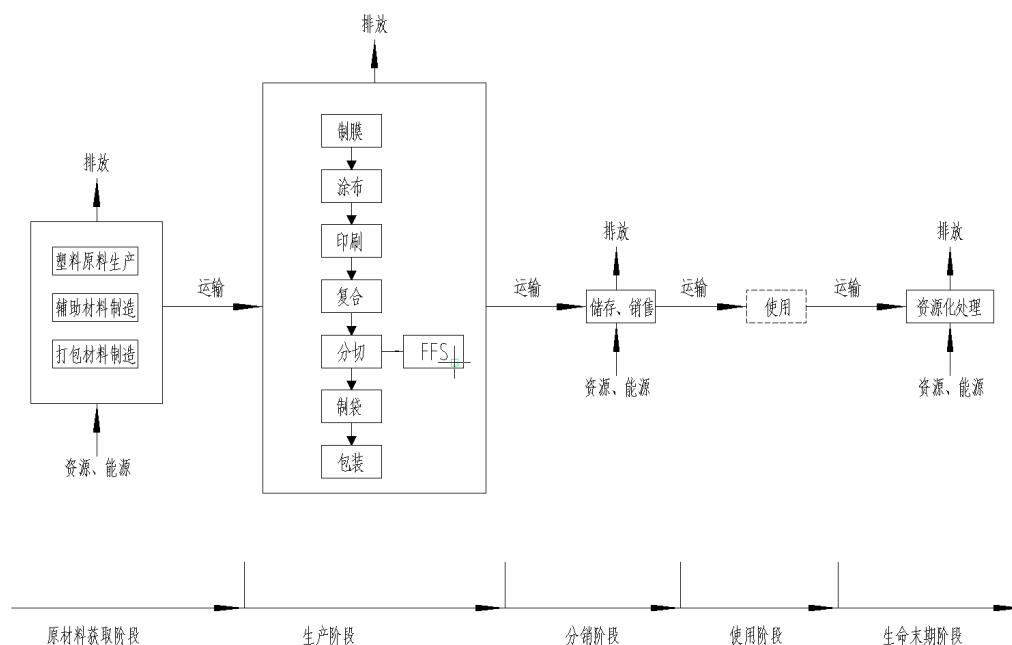 排放
排放
制膜
涂布
印刷
复合
分切
FFS
制袋
包装
塑料原料生产
辅助材料制造
打包材料制造
资源、能源
运输
运输
排放
储存、销售
资源、能源
运输
使用
运输
排放
资源化处理
资源、能源
原材料获取阶段
生产阶段
分销阶段
使用阶段
生命末期阶段